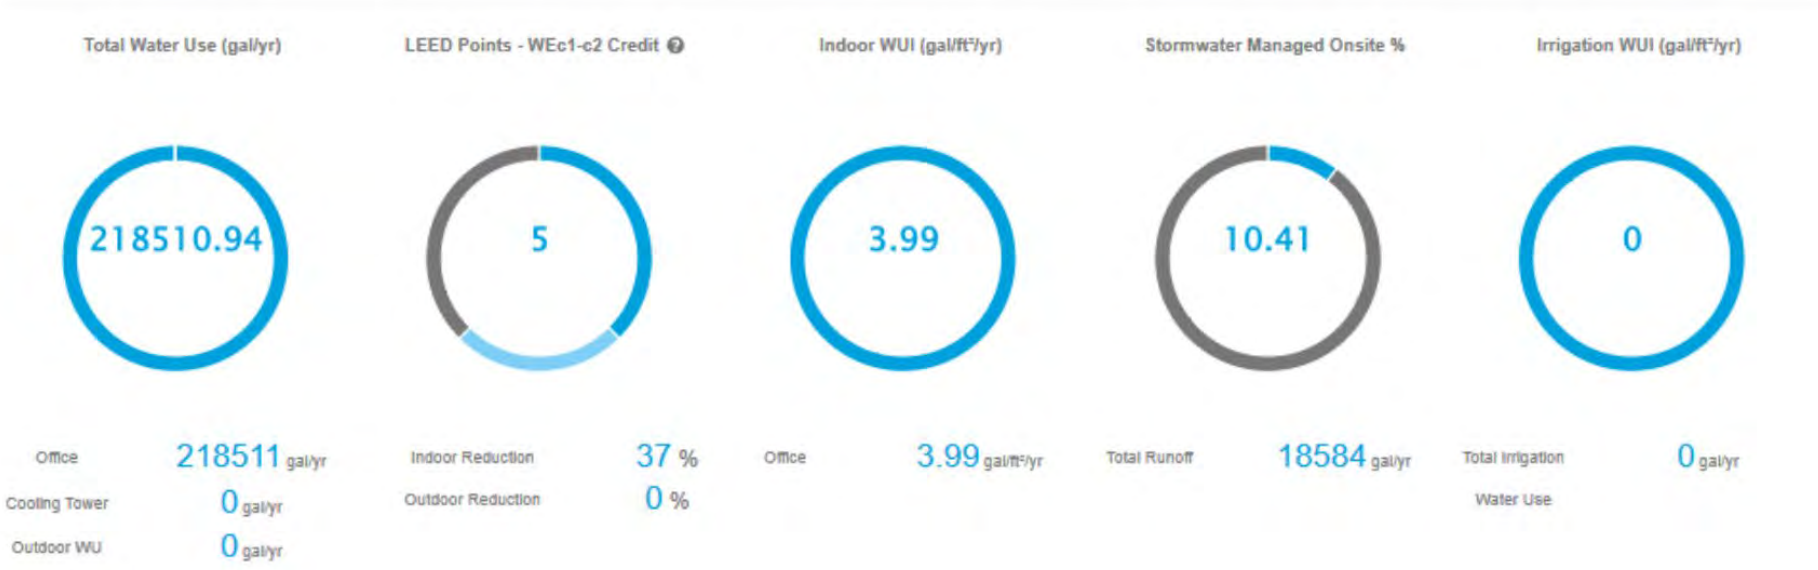 Total Water Use (gal/yr)
LEED Points - WEc1-c2 Credit ?
Indoor WUI (gal/ft²/yr)
Stormwater Managed Onsite %
Irrigation WUI (gal/ft²/yr)
218510.94
5
3.99
10.41
0
Office 218511 gal/yr
Cooling Tower 0 gal/yr
Outdoor WU 0 gal/yr
Indoor Reduction 37 %
Outdoor Reduction 0 %
Office 3.99 gal/ft²/yr
Total Runoff 18584 gal/yr
Total Irrigation 0 gal/yr
Water Use